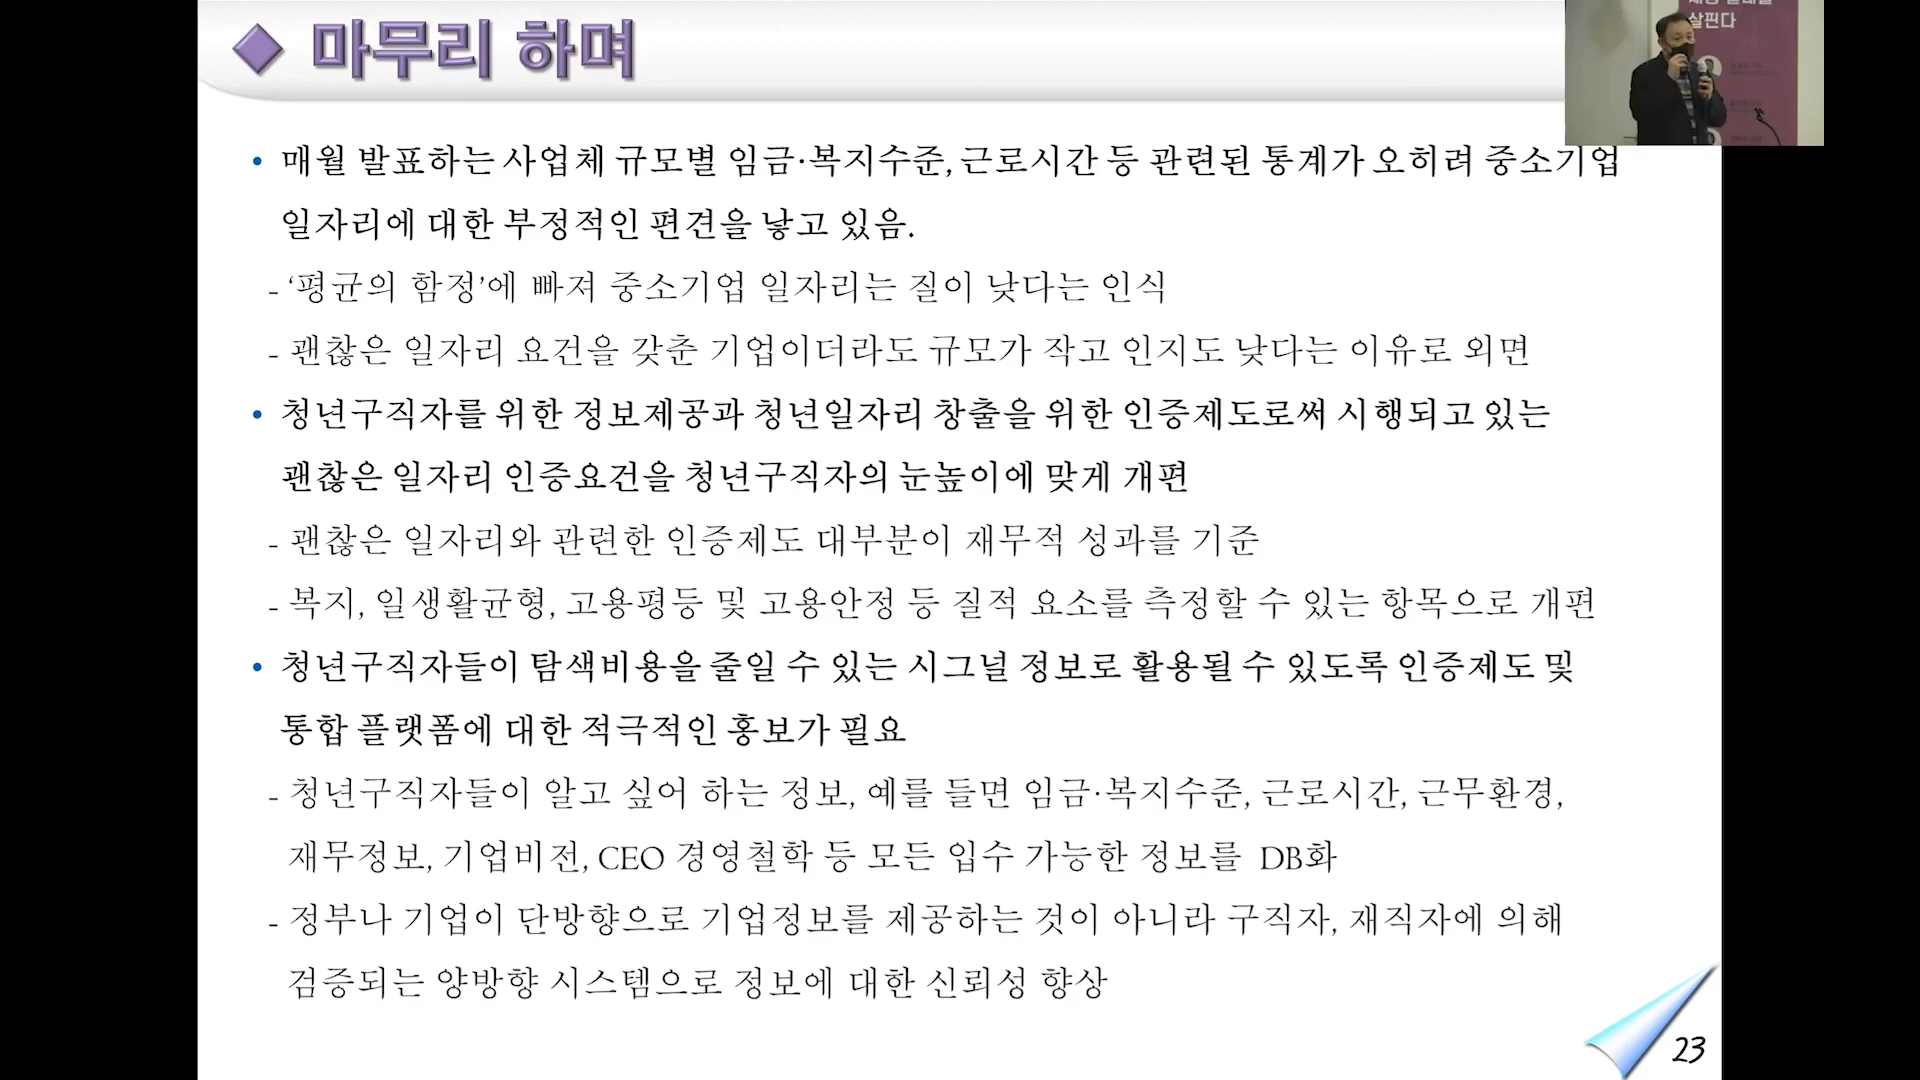 ◆ 마무리 하며
살핀다
• 매월 발표하는 사업체 규모별 임금·복지수준, 근로시간 등 관련된 통계가 오히려 중소기업
일자리에 대한 부정적인 편견을 낳고 있음.
- ‘평균의 함정’에 빠져 중소기업 일자리는 질이 낮다는 인식
- 괜찮은 일자리 요건을 갖춘 기업이더라도 규모가 작고 인지도 낮다는 이유로 외면
• 청년구직자를 위한 정보제공과 청년일자리 창출을 위한 인증제도로써 시행되고 있는
괜찮은 일자리 인증요건을 청년구직자의 눈높이에 맞게 개편
- 괜찮은 일자리와 관련한 인증제도 대부분이 재무적 성과를 기준
- 복지, 일생활균형, 고용평등 및 고용안정 등 질적 요소를 측정할 수 있는 항목으로 개편
• 청년구직자들이 탐색비용을 줄일 수 있는 시그널 정보로 활용될 수 있도록 인증제도 및
통합 플랫폼에 대한 적극적인 홍보가 필요
- 청년구직자들이 알고 싶어 하는 정보, 예를 들면 임금·복지수준, 근로시간, 근무환경,
재무정보, 기업비전, CEO 경영철학 등 모든 입수 가능한 정보를 DB화
- 정부나 기업이 단방향으로 기업정보를 제공하는 것이 아니라 구직자, 재직자에 의해
검증되는 양방향 시스템으로 정보에 대한 신뢰성 향상
23